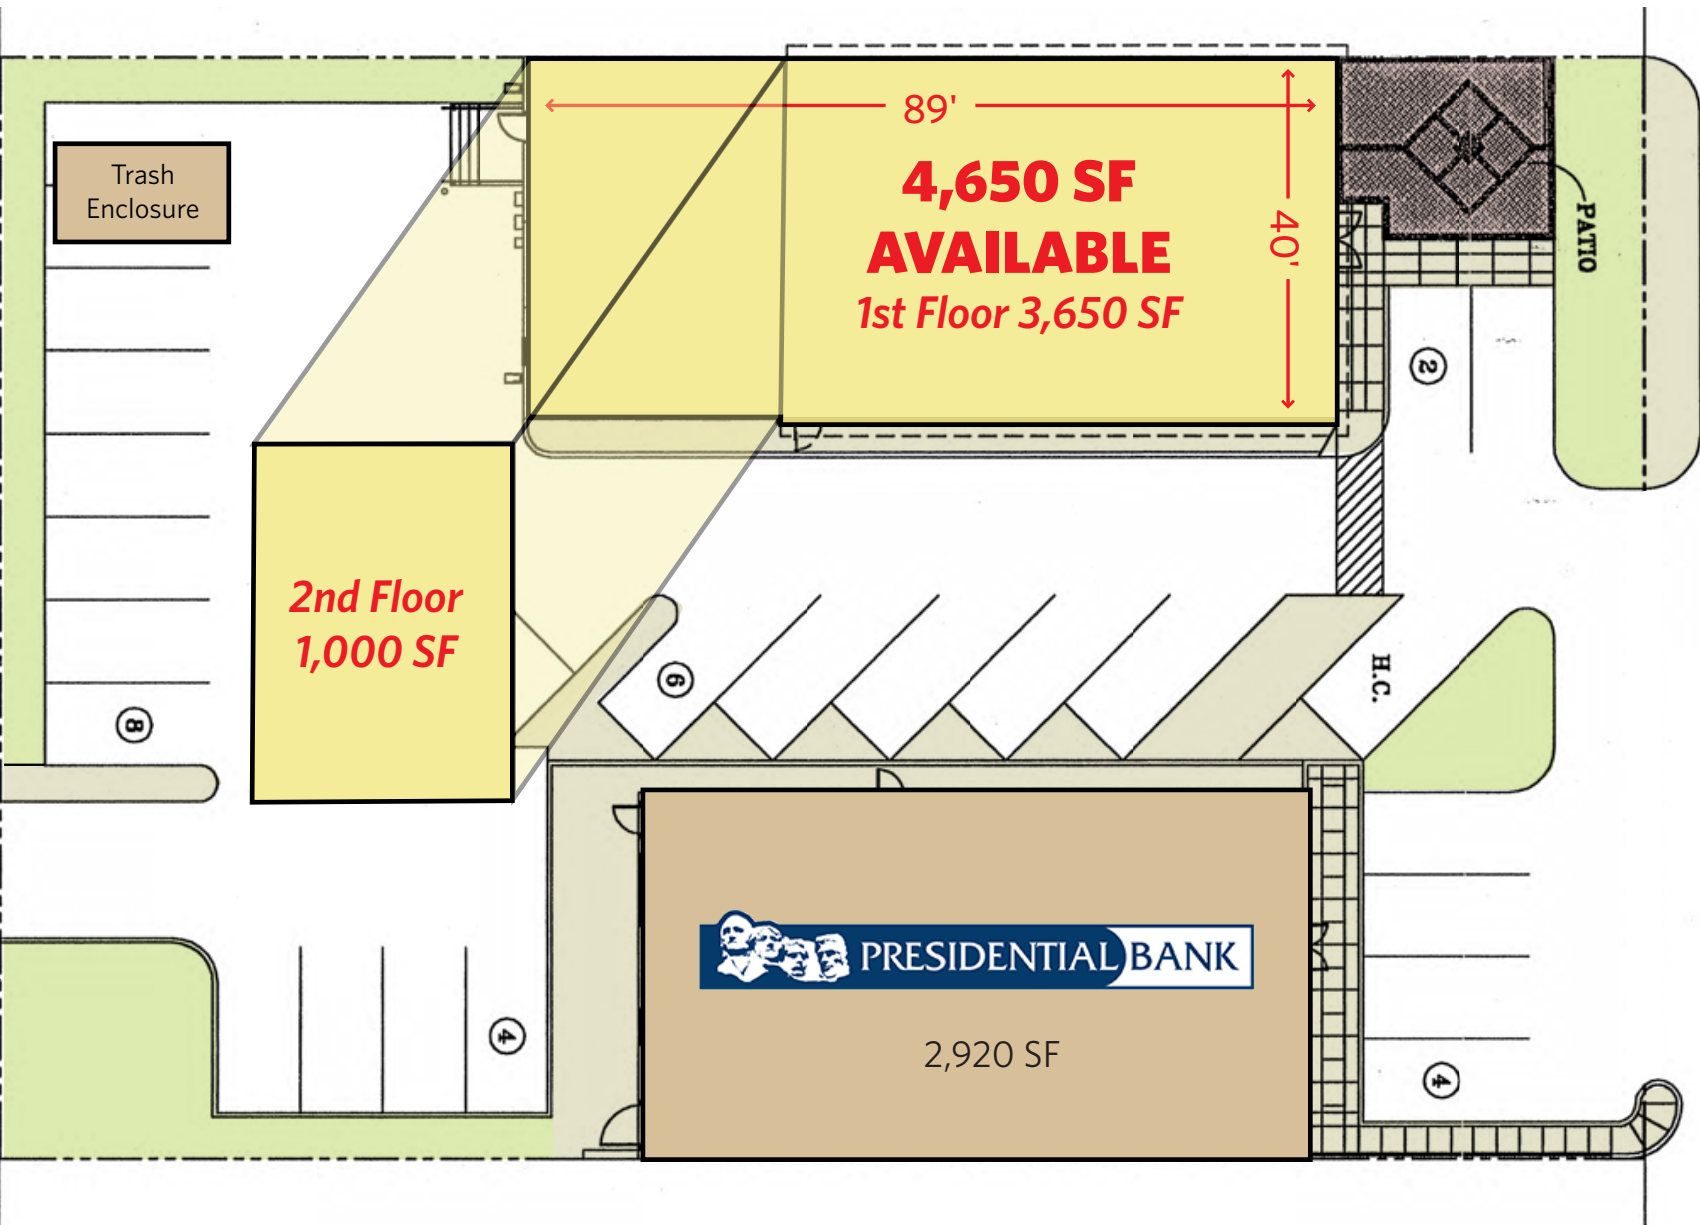 89'
4,650 SF
AVAILABLE
1st Floor 3,650 SF
40'
Trash
Enclosure
PATIO
2
2nd Floor
1,000 SF
6
H.C.
8
PRESIDENTIAL BANK
2,920 SF
4
4